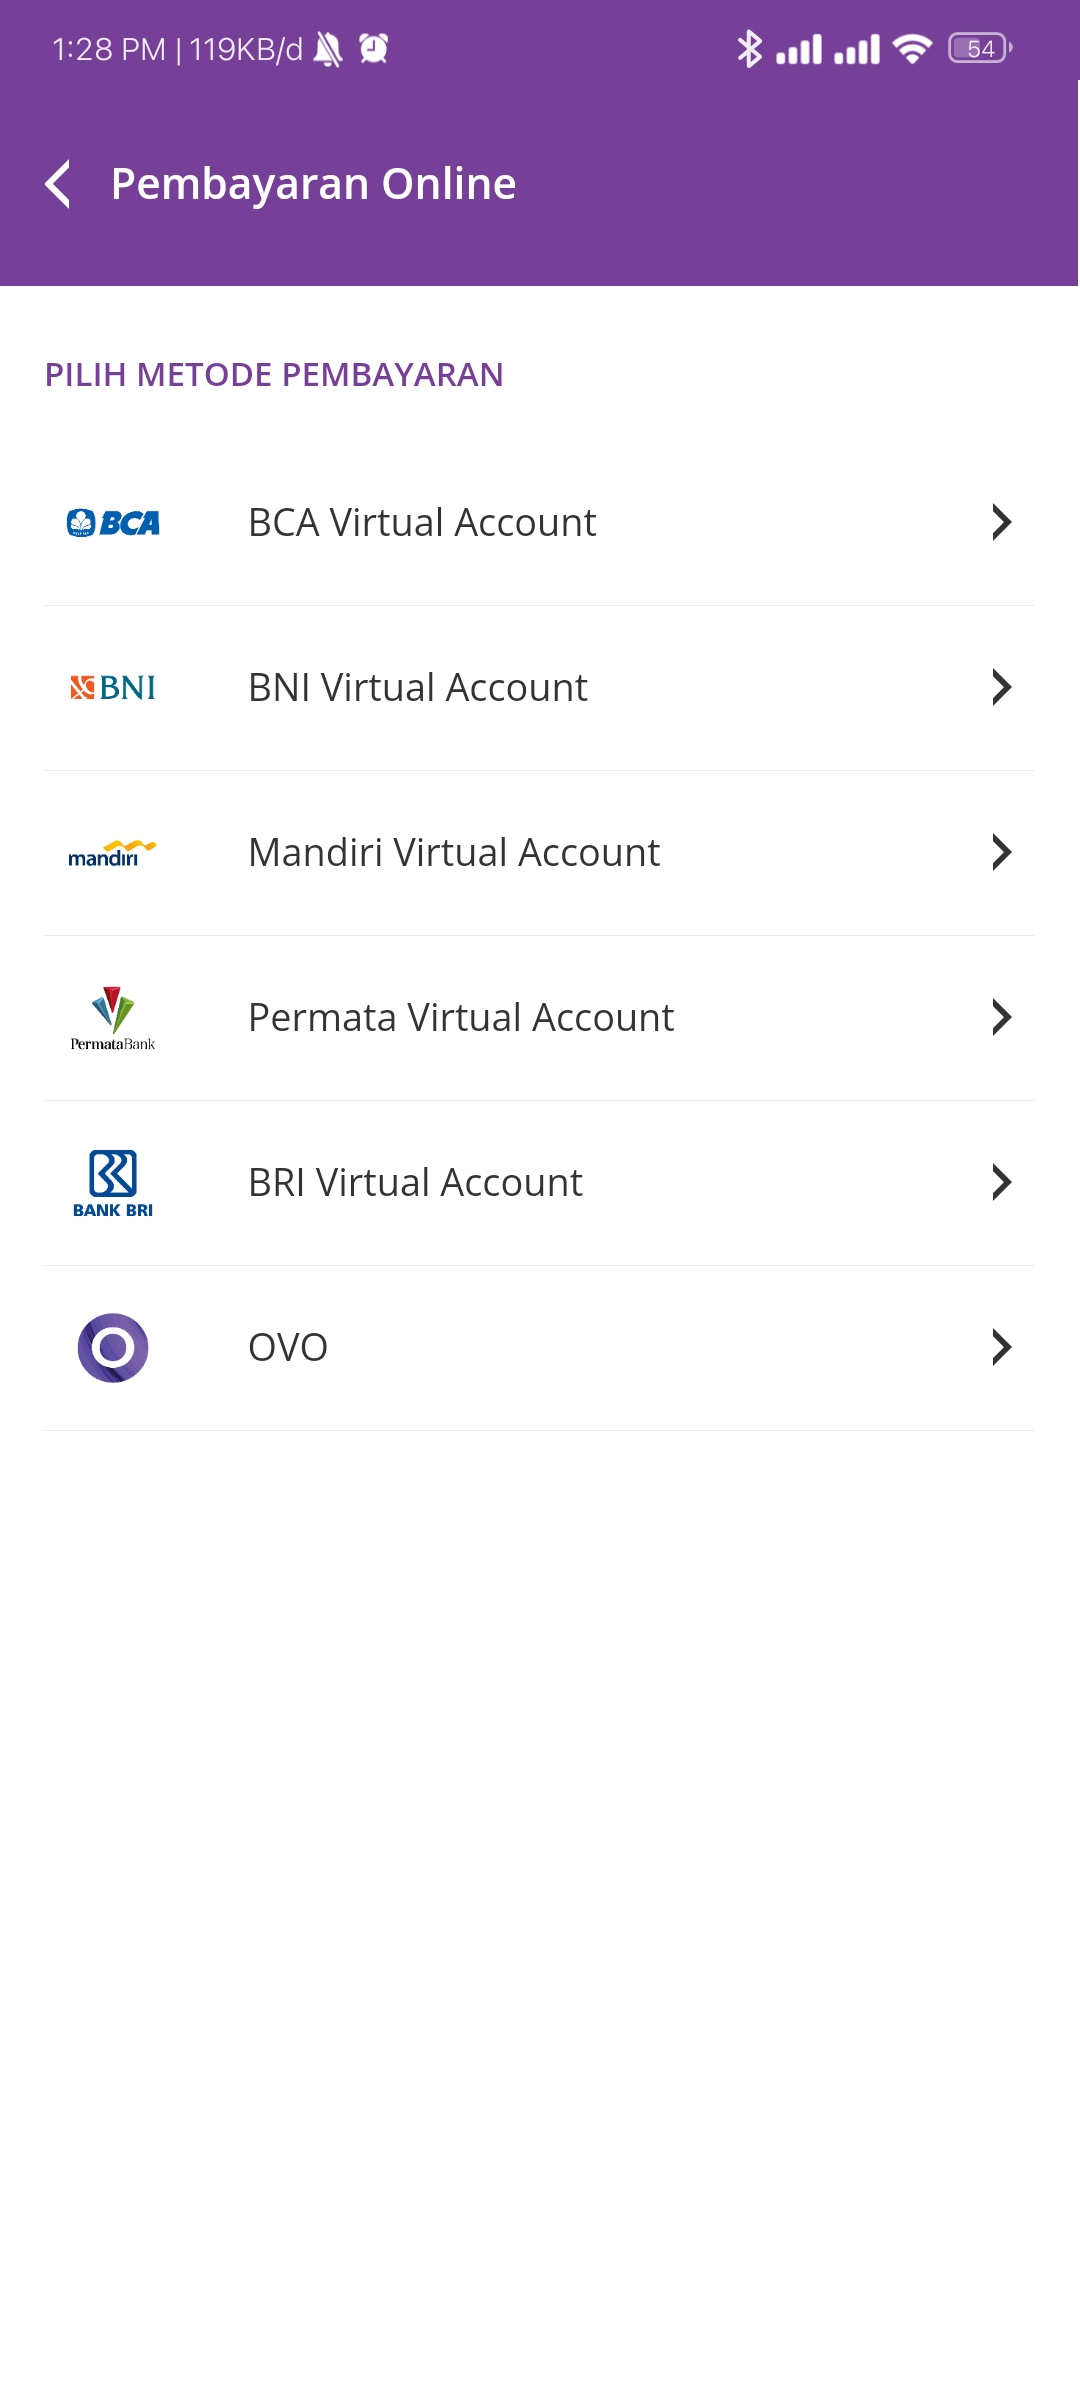 1:28 PM | 119KB/d 54
Pembayaran Online
PILIH METODE PEMBAYARAN
BCA BCA Virtual Account
BNI BNI Virtual Account
mandiri Mandiri Virtual Account
PermataBank Permata Virtual Account
BANK BRI BRI Virtual Account
OVO